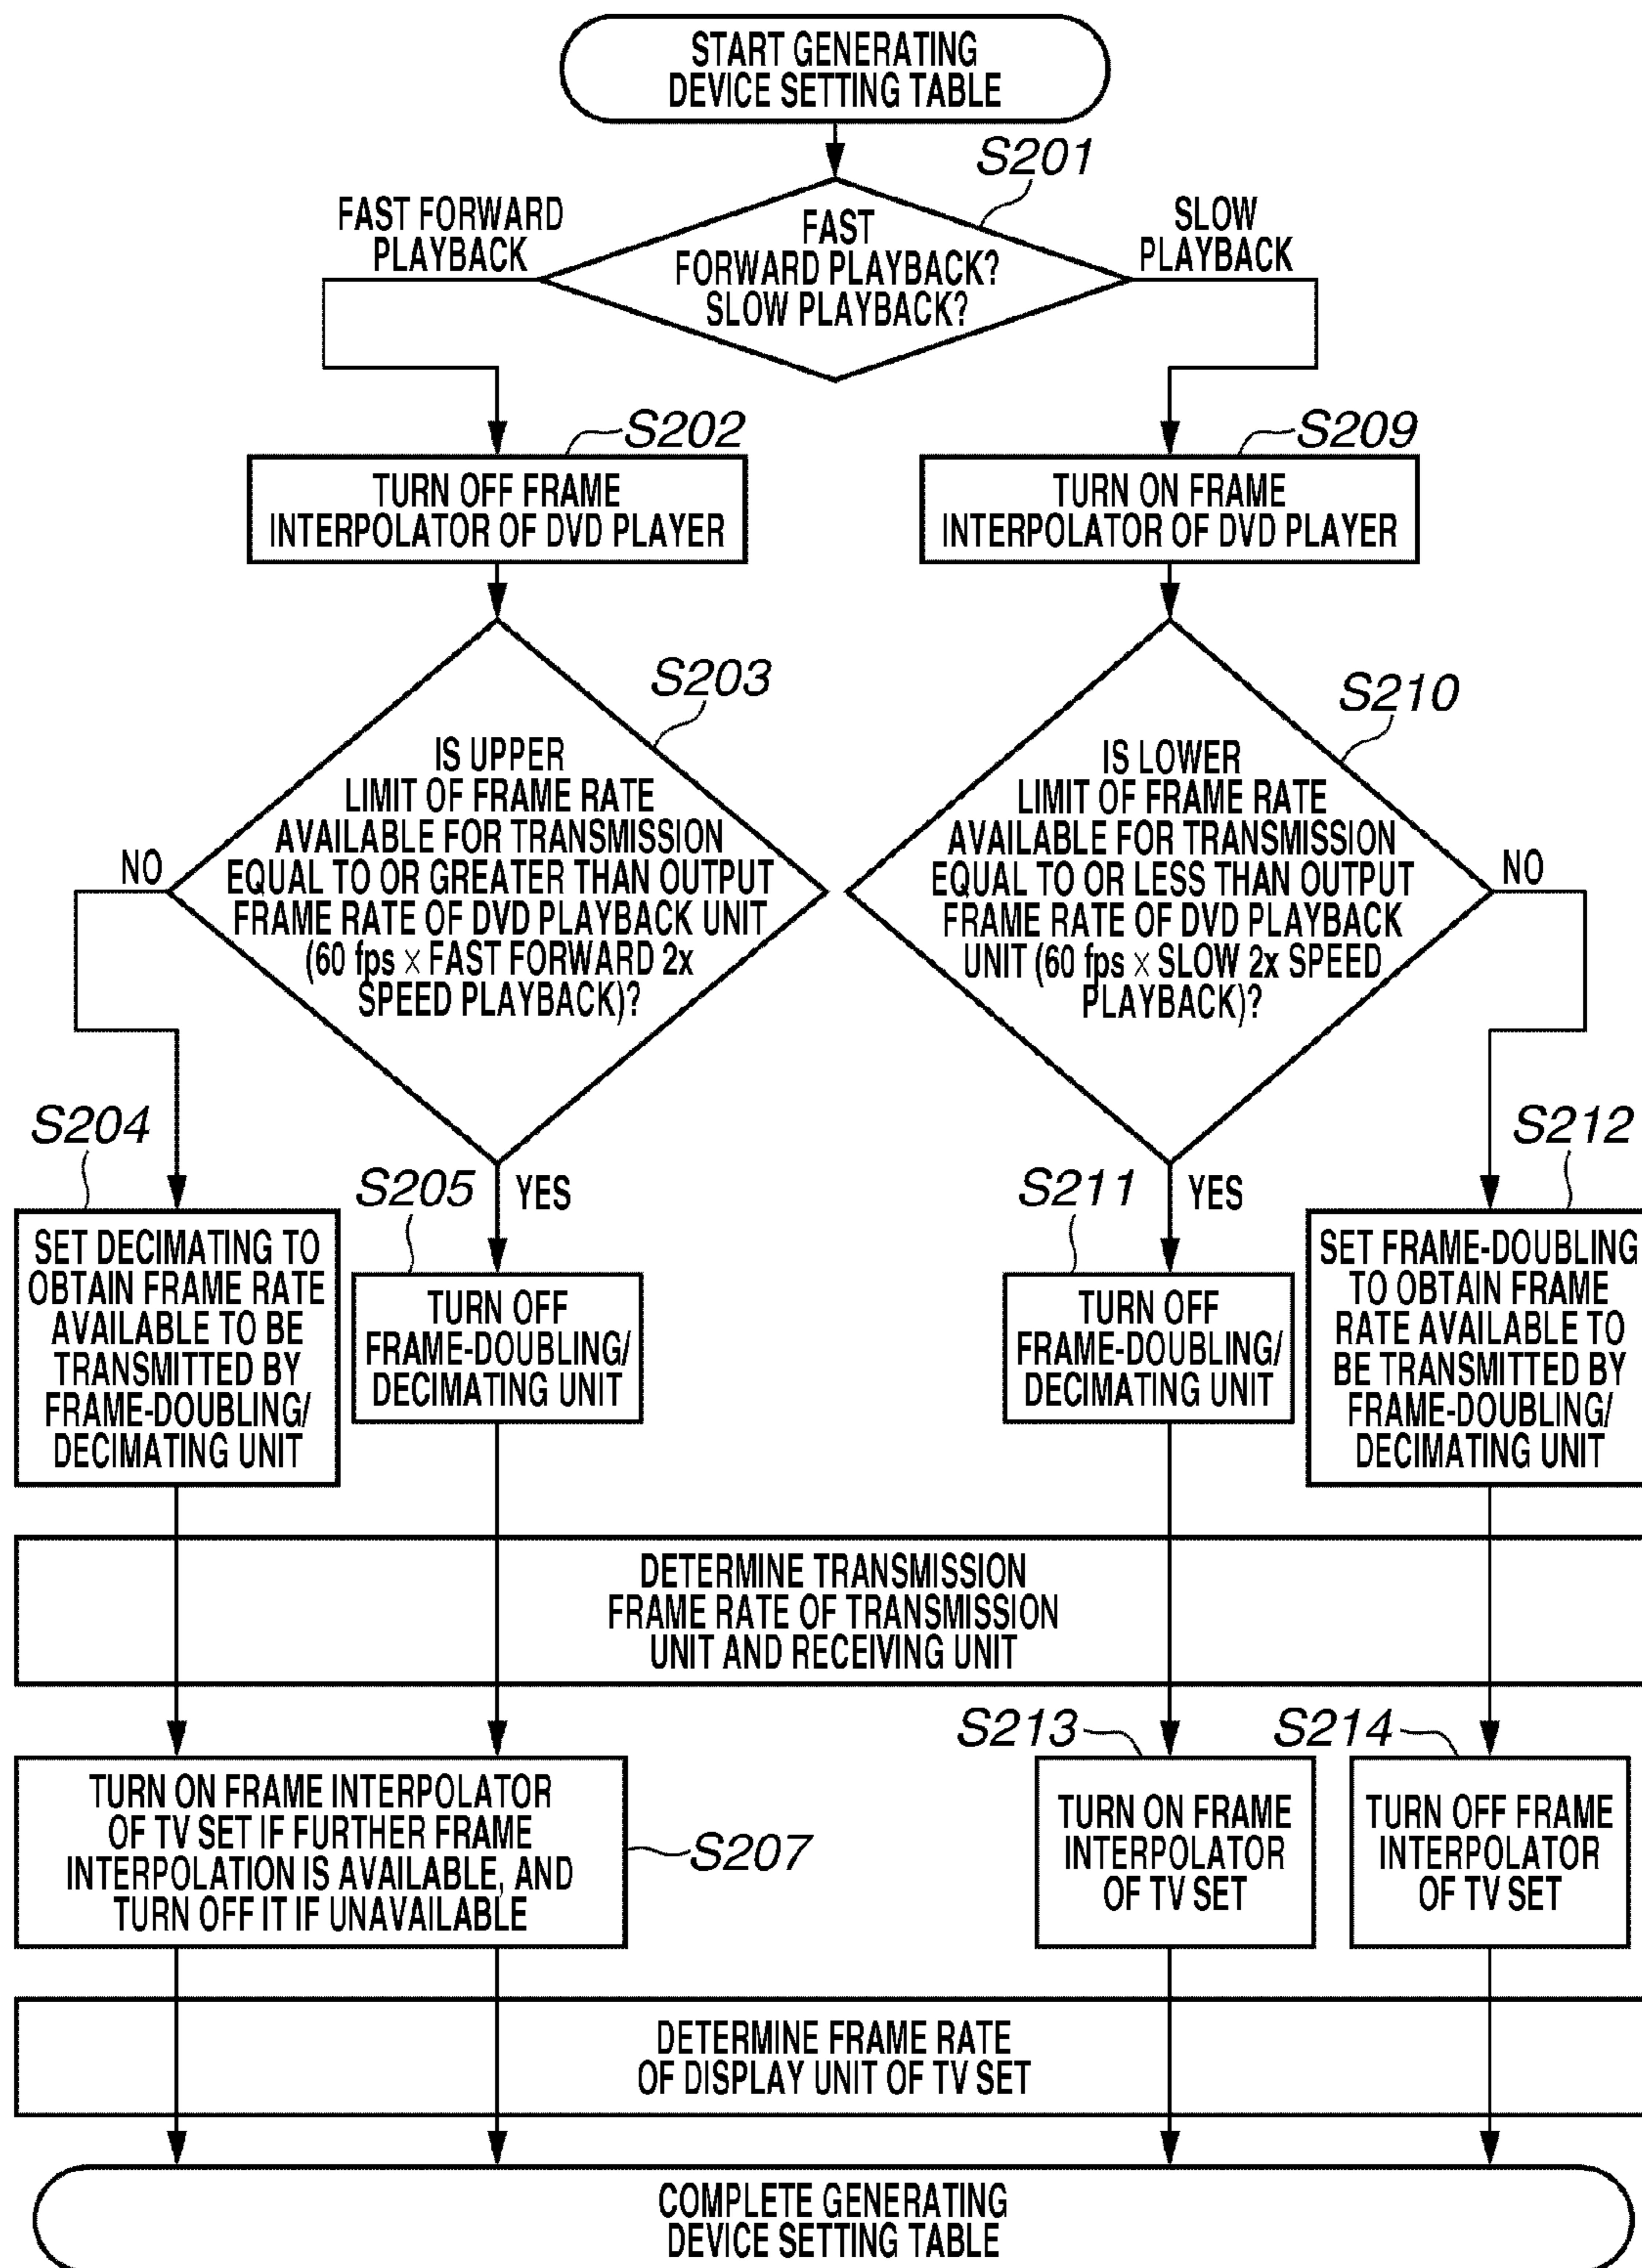 START GENERATING
DEVICE SETTING TABLE
S201
FAST FORWARD
PLAYBACK
FAST
FORWARD PLAYBACK?
SLOW PLAYBACK?
SLOW
PLAYBACK
S202
TURN OFF FRAME
INTERPOLATOR OF DVD PLAYER
S209
TURN ON FRAME
INTERPOLATOR OF DVD PLAYER
S203
IS UPPER
LIMIT OF FRAME RATE
AVAILABLE FOR TRANSMISSION
EQUAL TO OR GREATER THAN OUTPUT
FRAME RATE OF DVD PLAYBACK UNIT
(60 fps × FAST FORWARD 2x
SPEED PLAYBACK)?
NO
YES
S210
IS LOWER
LIMIT OF FRAME RATE
AVAILABLE FOR TRANSMISSION
EQUAL TO OR LESS THAN OUTPUT
FRAME RATE OF DVD PLAYBACK
UNIT (60 fps × SLOW 2x SPEED
PLAYBACK)?
NO
YES
S204
SET DECIMATING TO
OBTAIN FRAME RATE
AVAILABLE TO BE
TRANSMITTED BY
FRAME-DOUBLING/
DECIMATING UNIT
S205
TURN OFF
FRAME-DOUBLING/
DECIMATING UNIT
S211
TURN OFF
FRAME-DOUBLING/
DECIMATING UNIT
S212
SET FRAME-DOUBLING
TO OBTAIN FRAME
RATE AVAILABLE TO
BE TRANSMITTED BY
FRAME-DOUBLING/
DECIMATING UNIT
DETERMINE TRANSMISSION
FRAME RATE OF TRANSMISSION
UNIT AND RECEIVING UNIT
TURN ON FRAME INTERPOLATOR
OF TV SET IF FURTHER FRAME
INTERPOLATION IS AVAILABLE, AND
TURN OFF IT IF UNAVAILABLE
S207
S213
TURN ON FRAME
INTERPOLATOR
OF TV SET
S214
TURN OFF FRAME
INTERPOLATOR
OF TV SET
DETERMINE FRAME RATE
OF DISPLAY UNIT OF TV SET
COMPLETE GENERATING
DEVICE SETTING TABLE